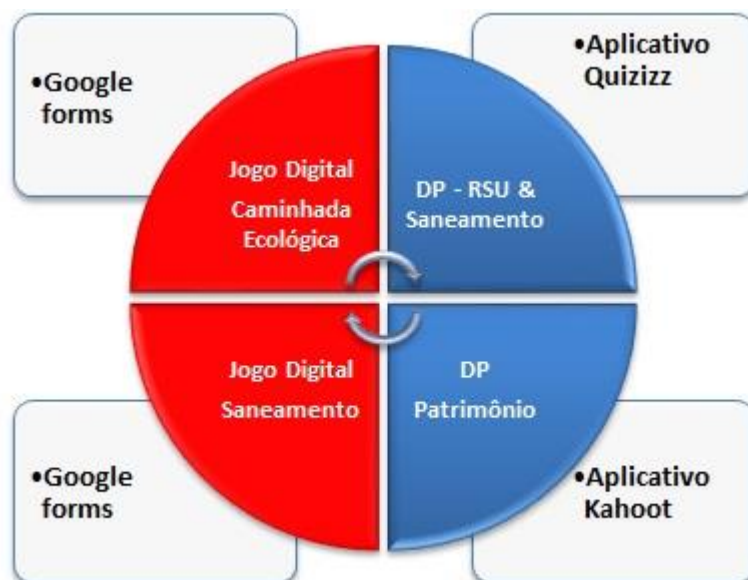 •Google
forms
•Aplicativo
Quizizz
Jogo Digital
Caminhada
Ecológica
DP - RSU &
Saneamento
Jogo Digital
Saneamento
DP
Patrimônio
•Google
forms
•Aplicativo
Kahoot